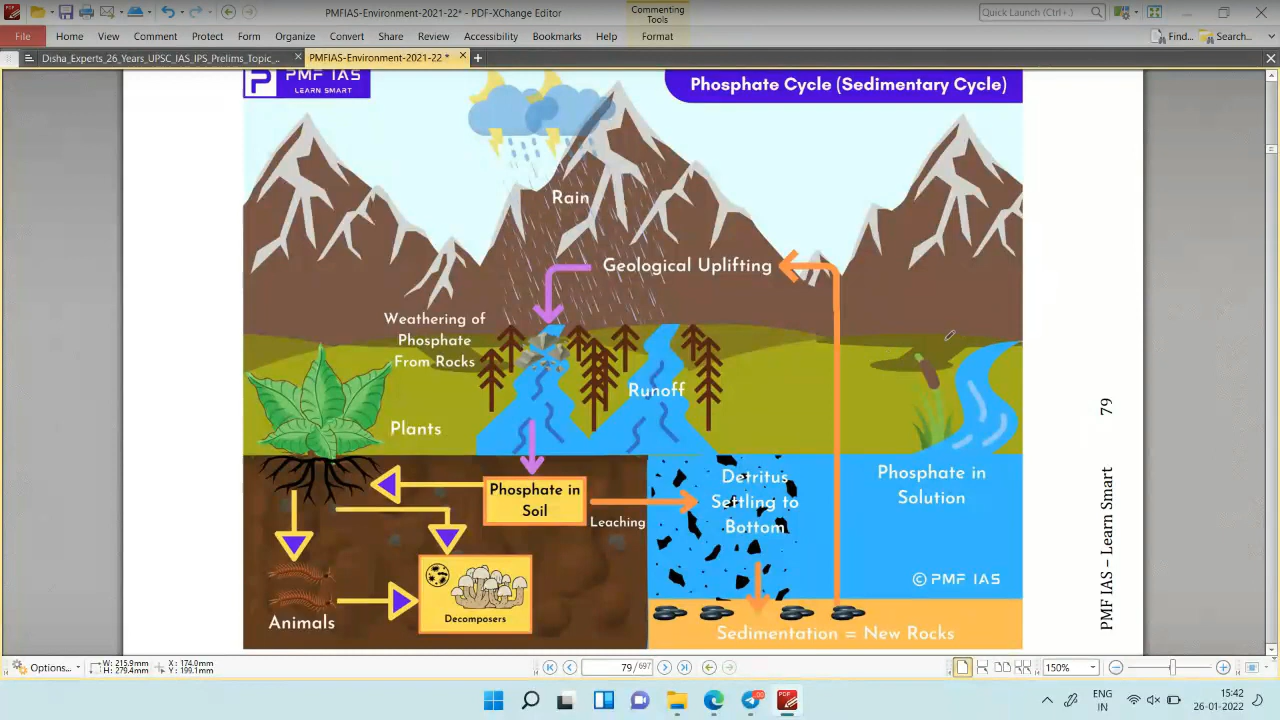 PMFIAS-Environment-2021-22* - PDF-XChange Editor
Commenting
Tools
Quick Launch (Ctrl+.)
File
Home
View
Comment
Protect
Form
Organize
Convert
Share
Review
Accessibility
Bookmarks
Help
Format
Find...
Search...
Disha_Experts_26_Years_UPSC_IAS_IPS_Prelims_Topic_..
PMFIAS-Environment-2021-22 *
PMF IAS
LEARN SMART
Phosphate Cycle (Sedimentary Cycle)
Rain
Geological Uplifting
Weathering of
Phosphate
From Rocks
Runoff
Plants
Phosphate in
Soil
Leaching
Detritus
Settling to
Bottom
Phosphate in
Solution
Animals
Decomposers
© PMF IAS
Sedimentation = New Rocks
79
PMF IAS – Learn Smart
Options...
W: 215.9mm
H: 279.4mm
X: 174.0mm
Y: 199.1mm
79 / 697
150%
ENG
IN
15:42
26-01-2022